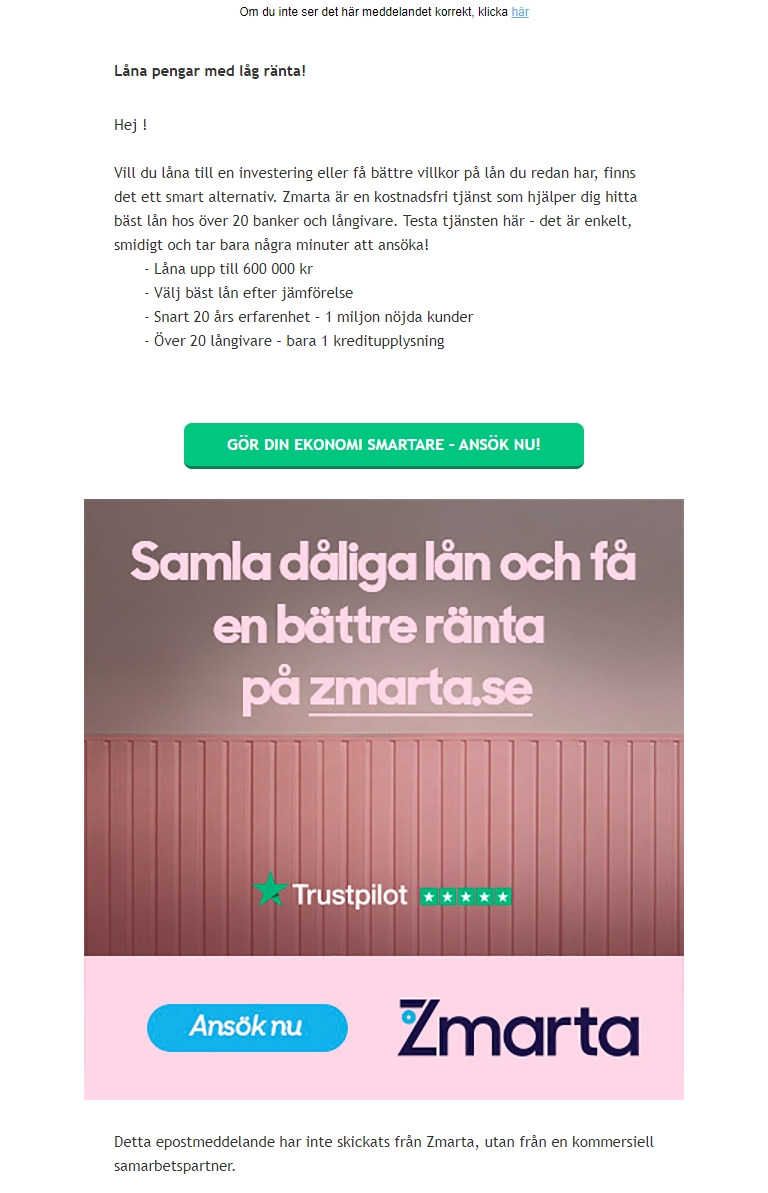 Om du inte ser det här meddelandet korrekt, klicka här
Låna pengar med låg ränta!
Hej !
Vill du låna till en investering eller få bättre villkor på lån du redan har, finns
det ett smart alternativ. Zmarta är en kostnadsfri tjänst som hjälper dig hitta
bäst lån hos över 20 banker och långivare. Testa tjänsten här – det är enkelt,
smidigt och tar bara några minuter att ansöka!
- Låna upp till 600 000 kr
- Välj bäst lån efter jämförelse
- Snart 20 års erfarenhet – 1 miljon nöjda kunder
- Över 20 långivare – bara 1 kreditupplysning
GÖR DIN EKONOMI SMARTARE – ANSÖK NU!
Samla dåliga lån och få
en bättre ränta
på zmarta.se
Trustpilot
Ansök nu
Zmarta
Detta epostmeddelande har inte skickats från Zmarta, utan från en kommersiell
samarbetspartner.